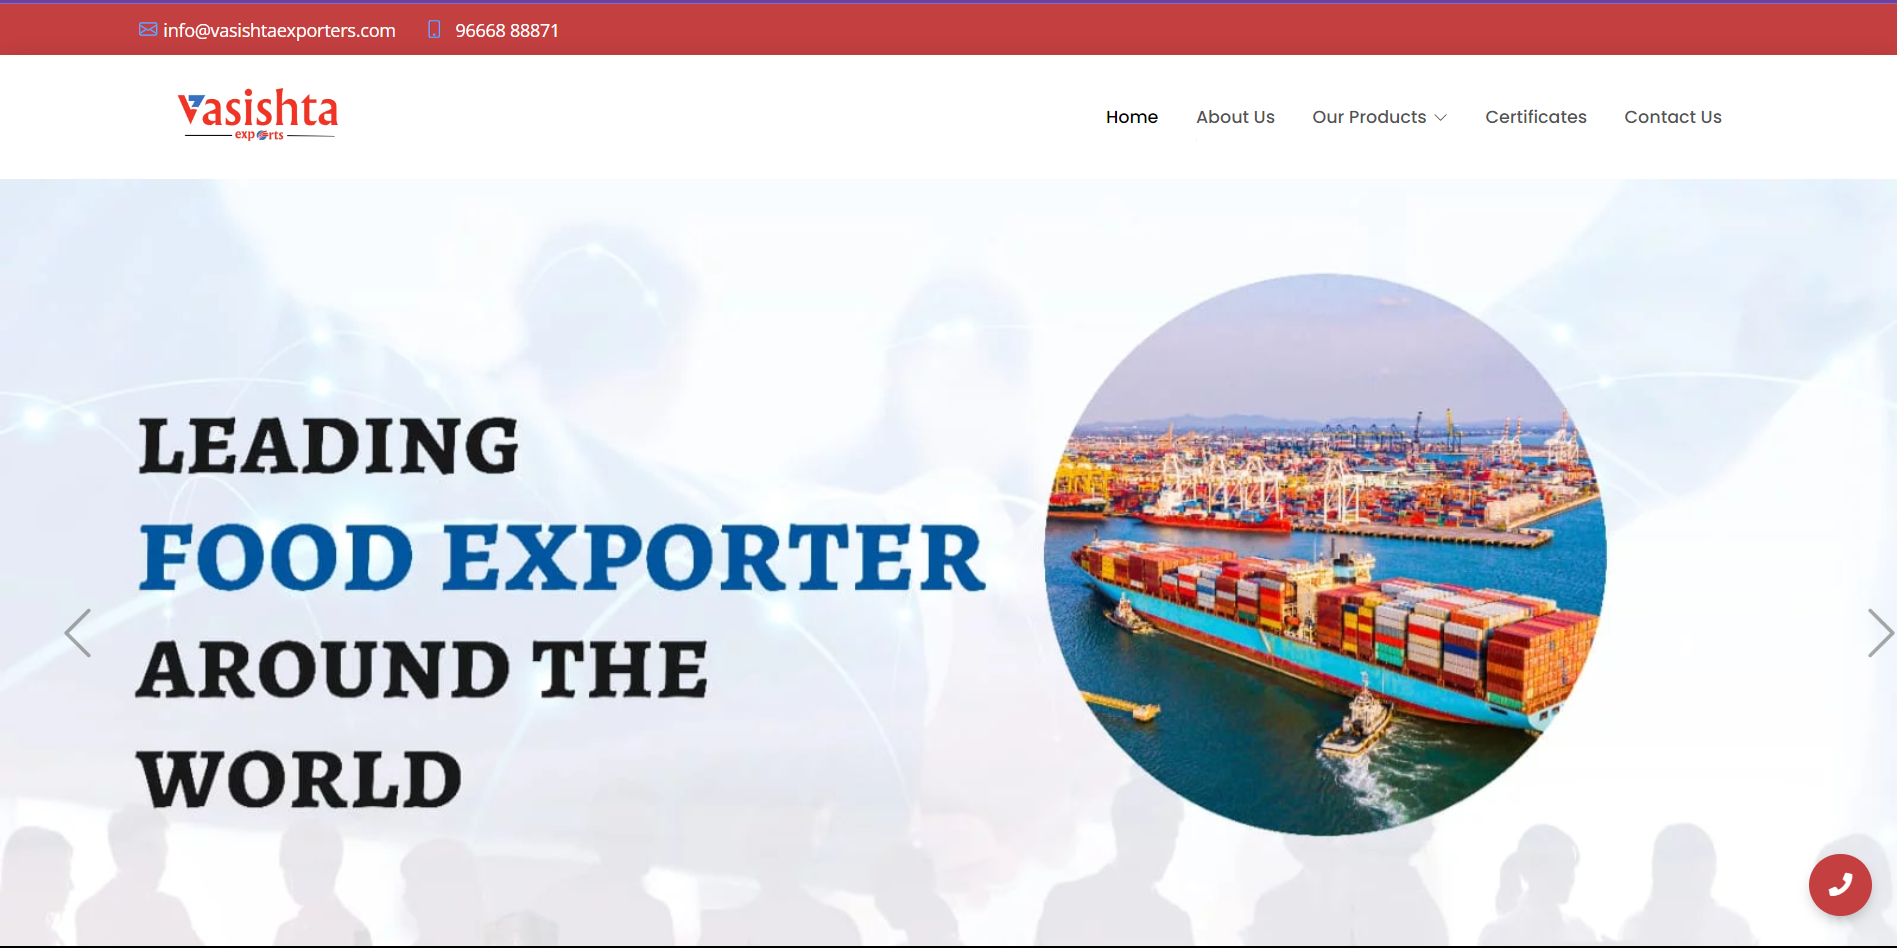 info@vasishtaexporters.com 96668 88871
vasishta
exports
Home About Us Our Products Certificates Contact Us
LEADING
FOOD EXPORTER
AROUND THE
WORLD